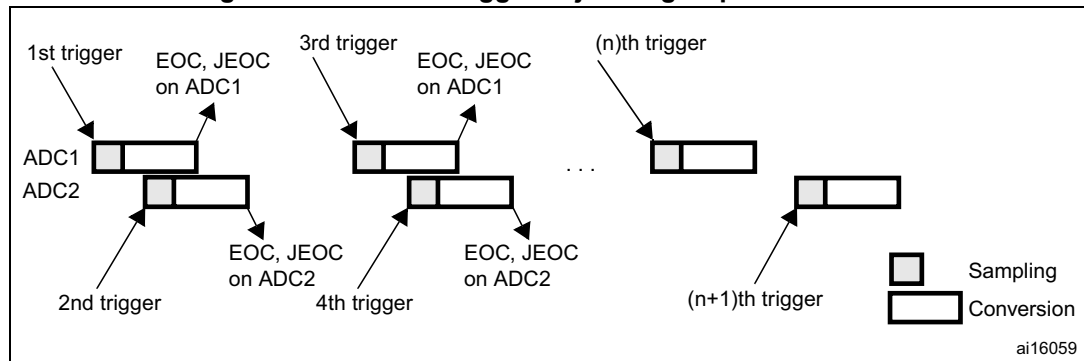 1st trigger
EOC, JEOC
on ADC1
3rd trigger
EOC, JEOC
on ADC1
(n)th trigger
ADC1
ADC2
. . .
EOC, JEOC
on ADC2
EOC, JEOC
on ADC2
2nd trigger
4th trigger
(n+1)th trigger
Sampling
Conversion
ai16059